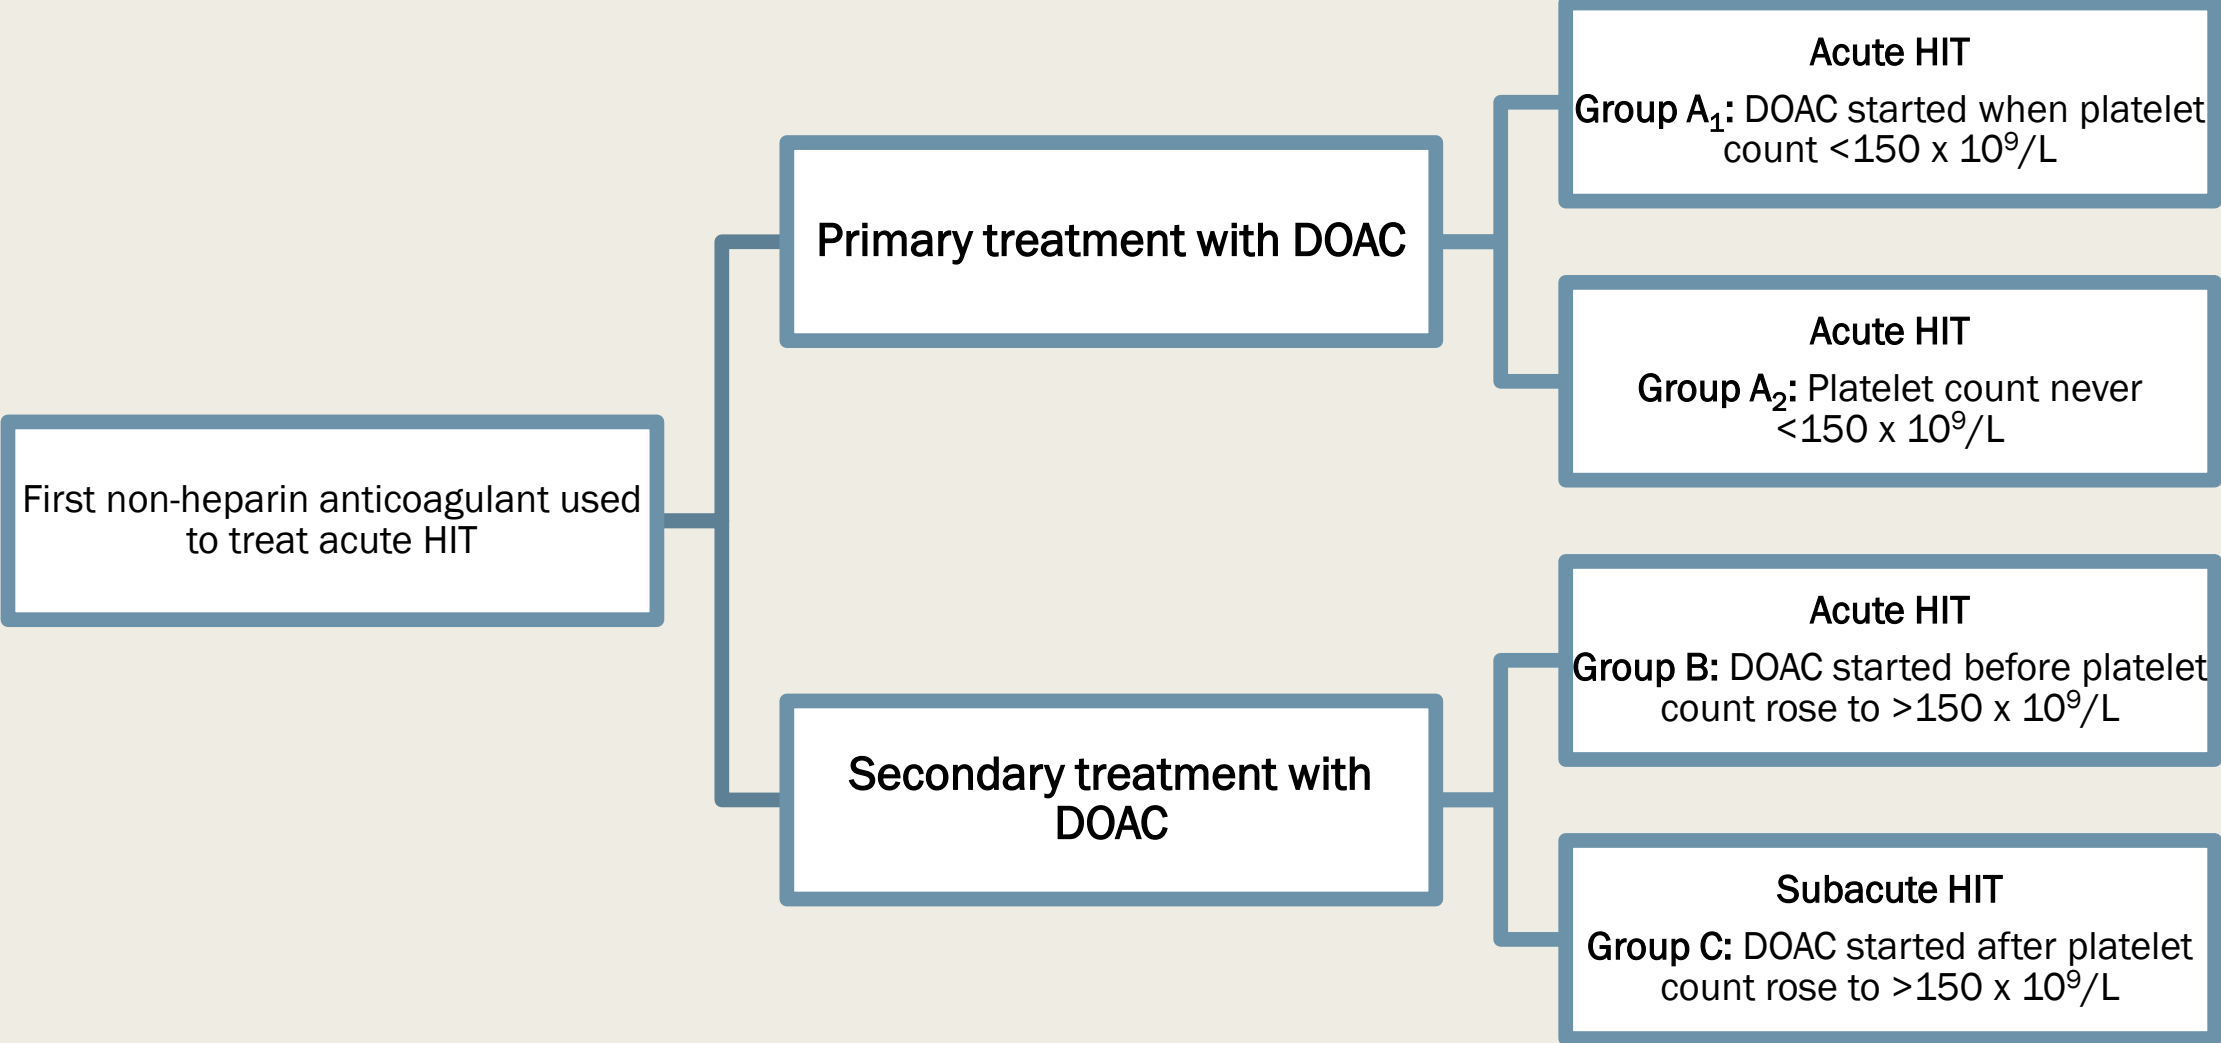 First non-heparin anticoagulant used
to treat acute HIT
Primary treatment with DOAC
Secondary treatment with
DOAC
Acute HIT
Group A₁: DOAC started when platelet
count <150 x 10⁹/L
Acute HIT
Group A₂: Platelet count never
<150 x 10⁹/L
Acute HIT
Group B: DOAC started before platelet
count rose to >150 x 10⁹/L
Subacute HIT
Group C: DOAC started after platelet
count rose to >150 x 10⁹/L